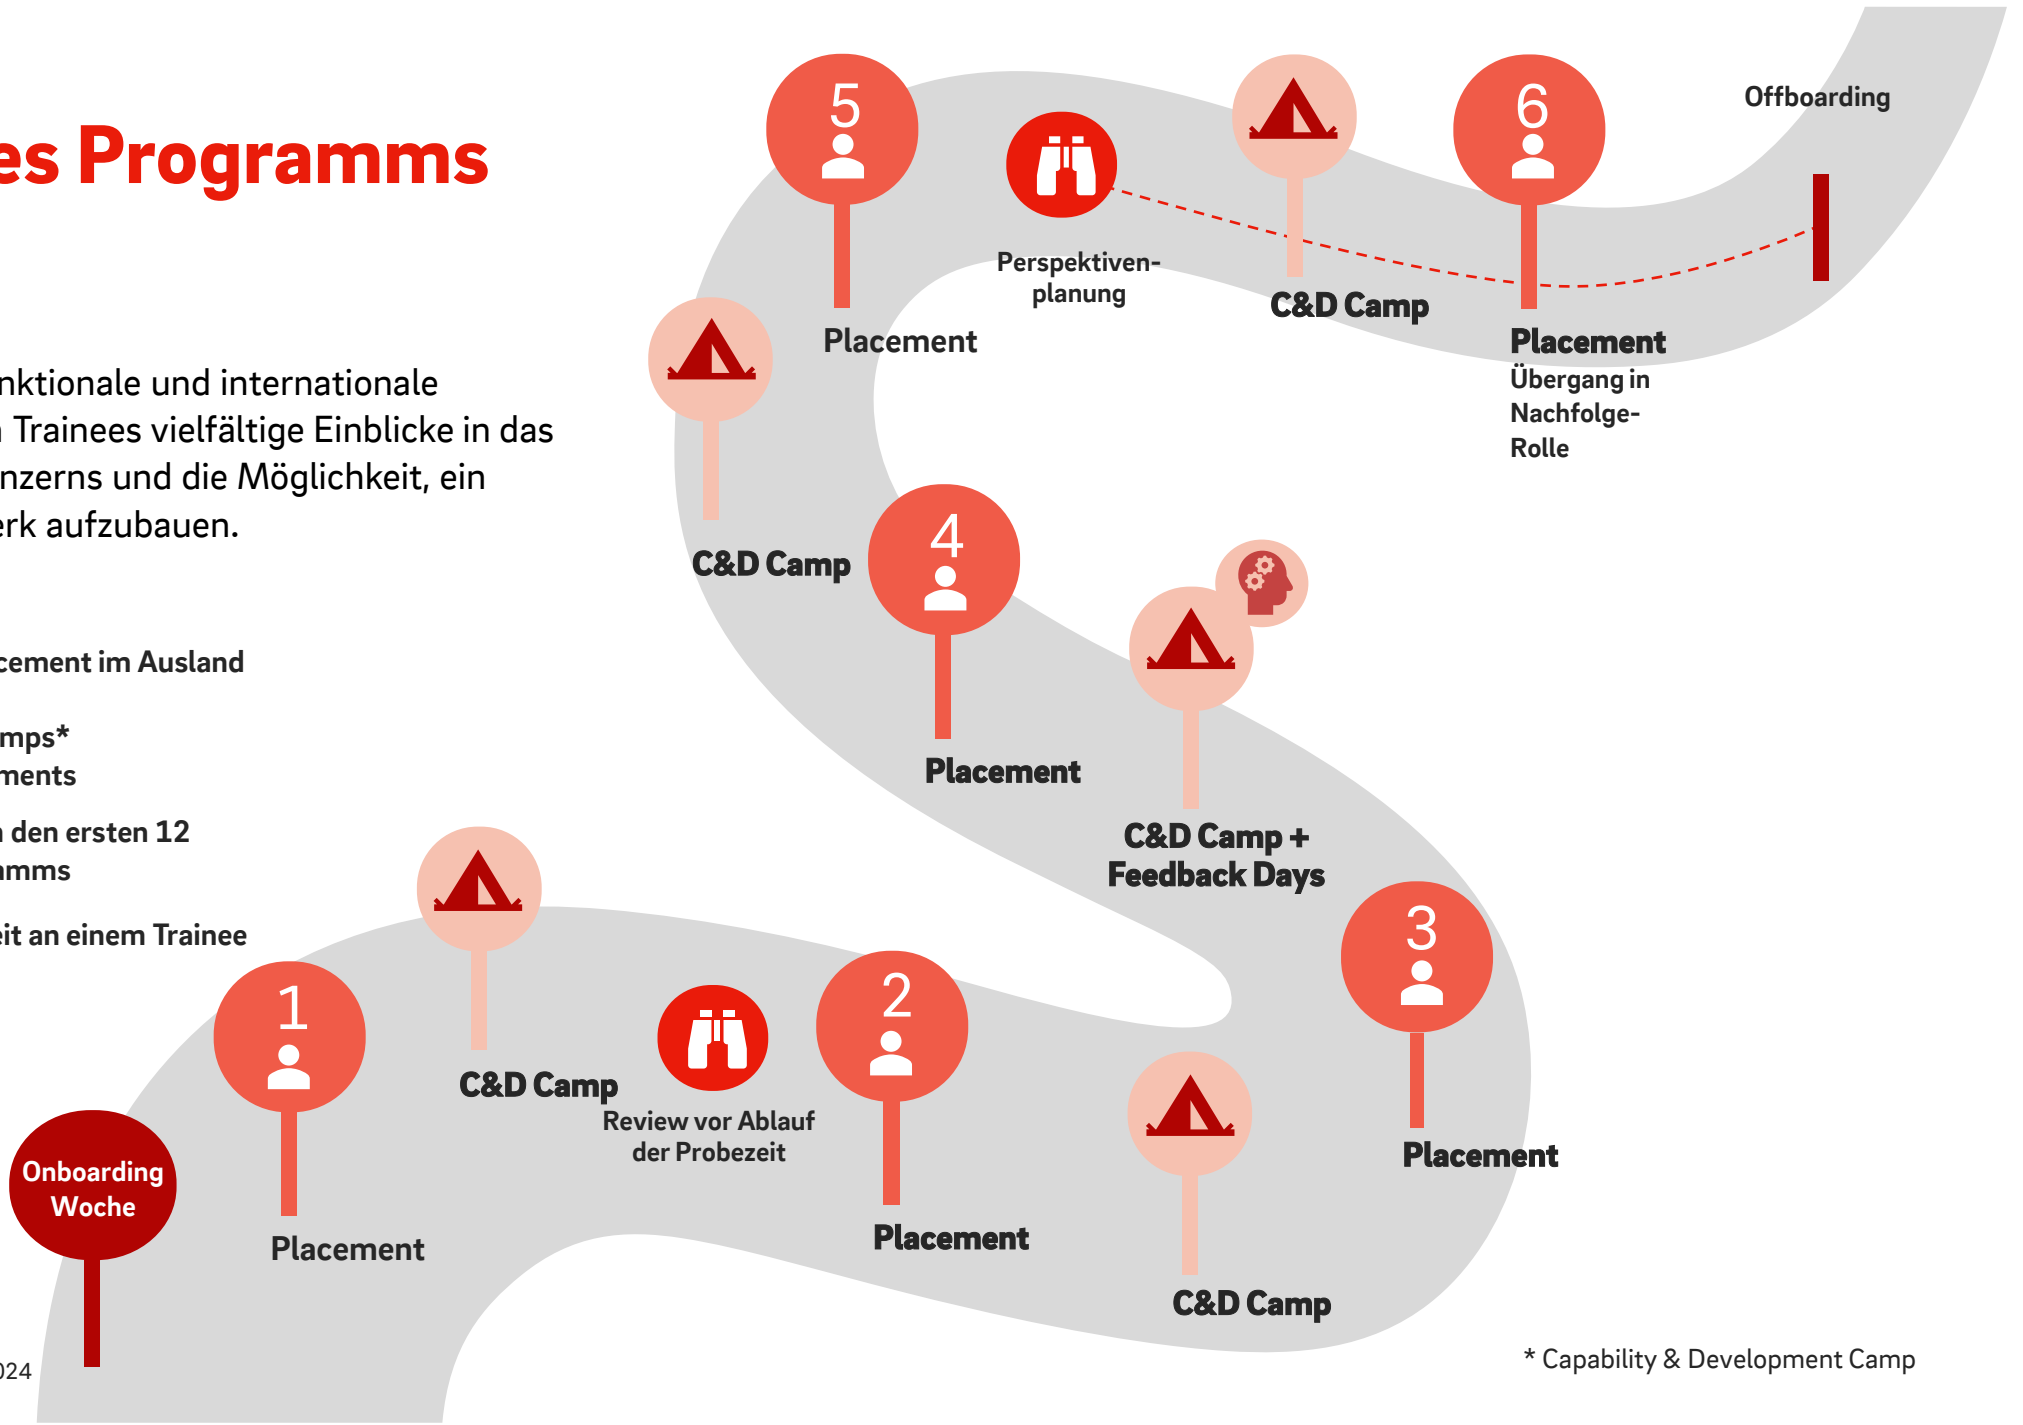 es Programms
nktionale und internationale
Trainees vielfältige Einblicke in das
nzerns und die Möglichkeit, ein
erk aufzubauen.
cement im Ausland
mps*
ments
den ersten 12
amms
eit an einem Trainee
Onboarding
Woche
1
Placement
C&D Camp
Review vor Ablauf
der Probezeit
2
Placement
C&D Camp
3
Placement
C&D Camp +
Feedback Days
4
Placement
C&D Camp
5
Placement
Perspektiven-
planung
C&D Camp
6
Placement
Übergang in
Nachfolge-
Rolle
Offboarding
* Capability & Development Camp
024